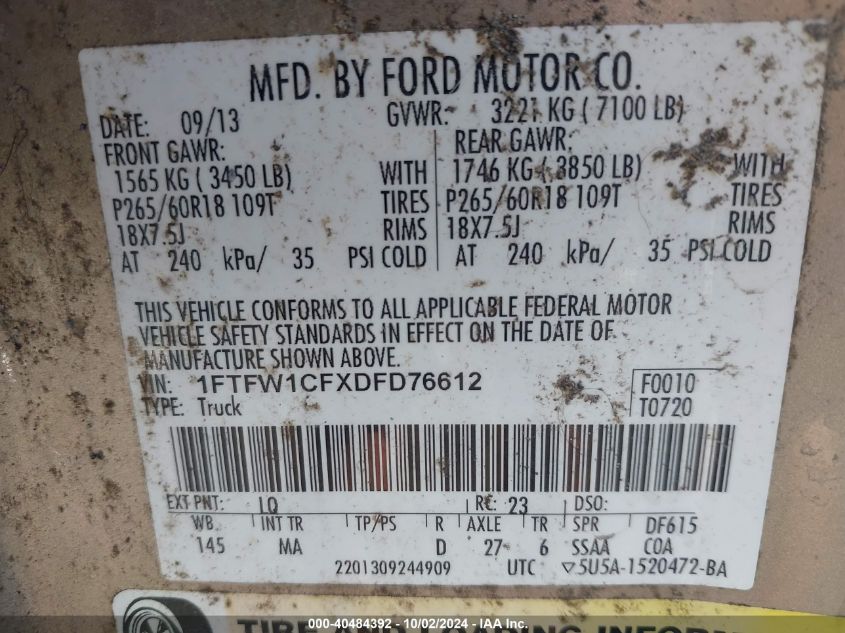 MFD. BY FORD MOTOR CO.
DATE: 09/13 GVWR: 3221 KG ( 7100 LB)
FRONT GAWR: REAR GAWR:
1565 KG ( 3450 LB) WITH 1746 KG ( 3850 LB) WITH
P265/60R18 109T TIRES P265/60R18 109T TIRES
18X7.5J RIMS 18X7.5J RIMS
AT 240 kPa/ 35 PSI COLD AT 240 kPa/ 35 PSI COLD
THIS VEHICLE CONFORMS TO ALL APPLICABLE FEDERAL MOTOR
VEHICLE SAFETY STANDARDS IN EFFECT ON THE DATE OF
MANUFACTURE SHOWN ABOVE.
VIN: 1FTFW1CFXDFD76612 F0010
TYPE: Truck T0720
EXT PNT: LQ RC: 23 DSO:
WB INT TR TP/PS R AXLE TR SPR DF615
145 MA D 27 6 SSAA COA
2201309244909 UTC ▽5U5A-1520472-BA
TIRE AND LOADING INFOR
000-40484392 - 10/02/2024 - IAA Inc.